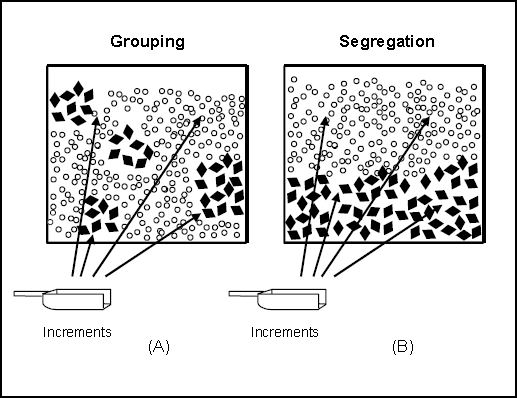 Grouping
Segregation
Increments
(A)
Increments
(B)